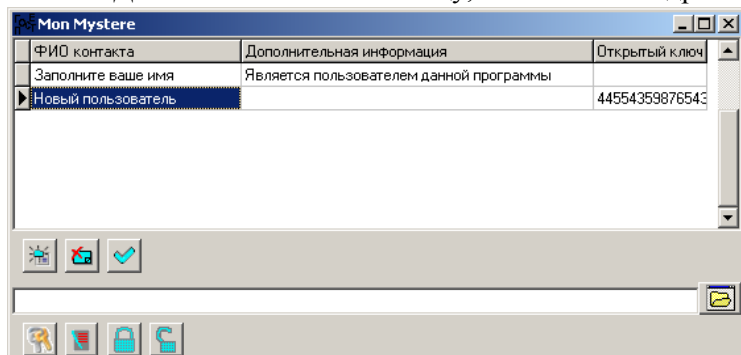 Mon Mystere
ФИО контакта Дополнительная информация Открытый ключ
Заполните ваше имя Является пользователем данной программы
Новый пользователь 44554359876543